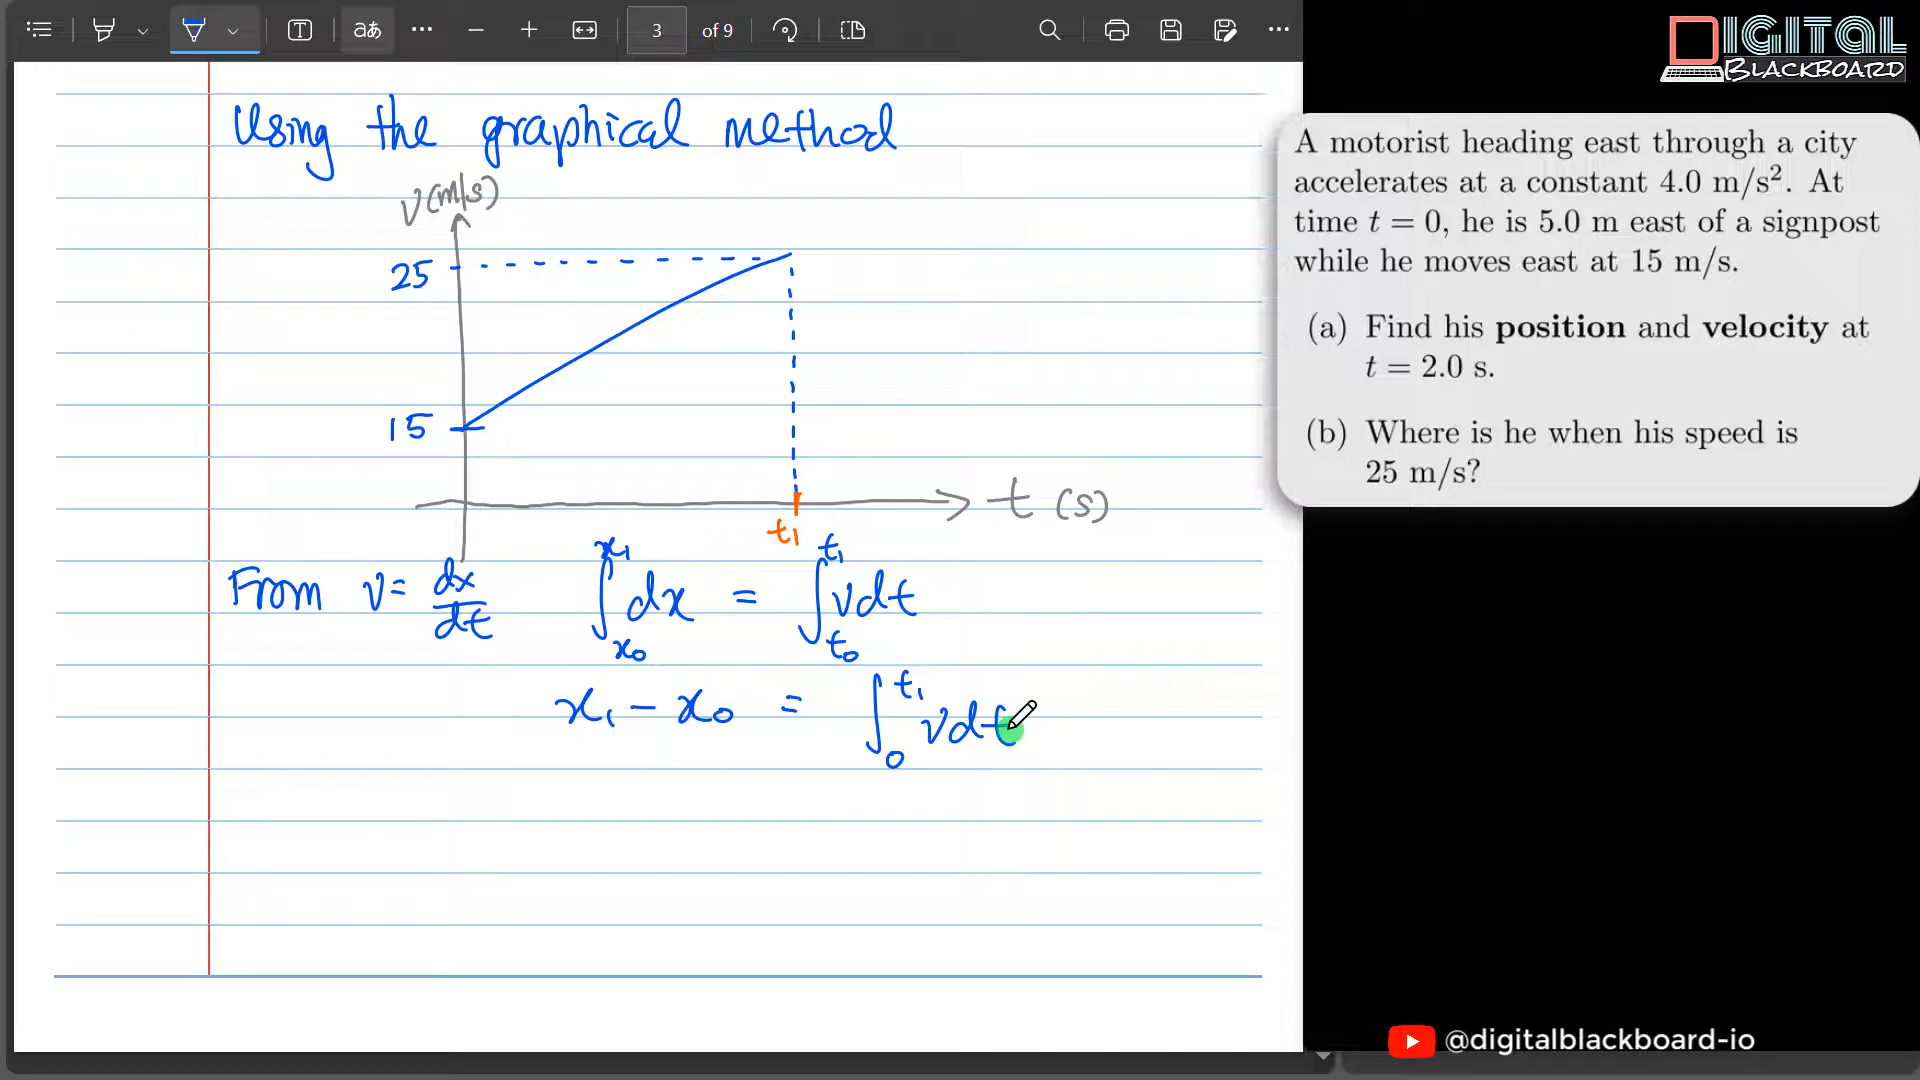 3 of 9
DIGITAL
BLACKBOARD
Using the graphical method
V(m/s)
25
15
t (s)
t₁
From v = dx/dt ∫_{x₀}^{x₁} dx = ∫_{t₀}^{t₁} vdt
x₁ - x₀ = ∫_0^{t₁} vdt
A motorist heading east through a city
accelerates at a constant 4.0 m/s². At
time t = 0, he is 5.0 m east of a signpost
while he moves east at 15 m/s.
(a) Find his position and velocity at
t = 2.0 s.
(b) Where is he when his speed is
25 m/s?
@digitalblackboard-io